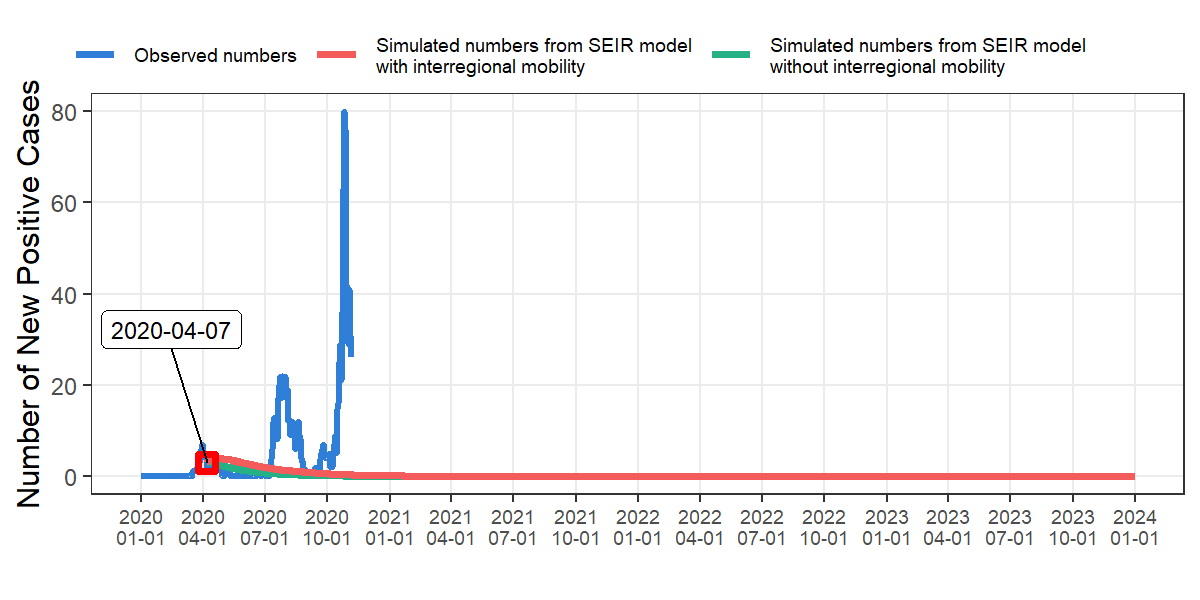 Observed numbers
Simulated numbers from SEIR model
with interregional mobility
Simulated numbers from SEIR model
without interregional mobility
Number of New Positive Cases
80
60
40
20
0
2020-04-07
2020 2020 2020 2020 2021 2021 2021 2021 2022 2022 2022 2022 2023 2023 2023 2023 2024
01-01 04-01 07-01 10-01 01-01 04-01 07-01 10-01 01-01 04-01 07-01 10-01 01-01 04-01 07-01 10-01 01-01